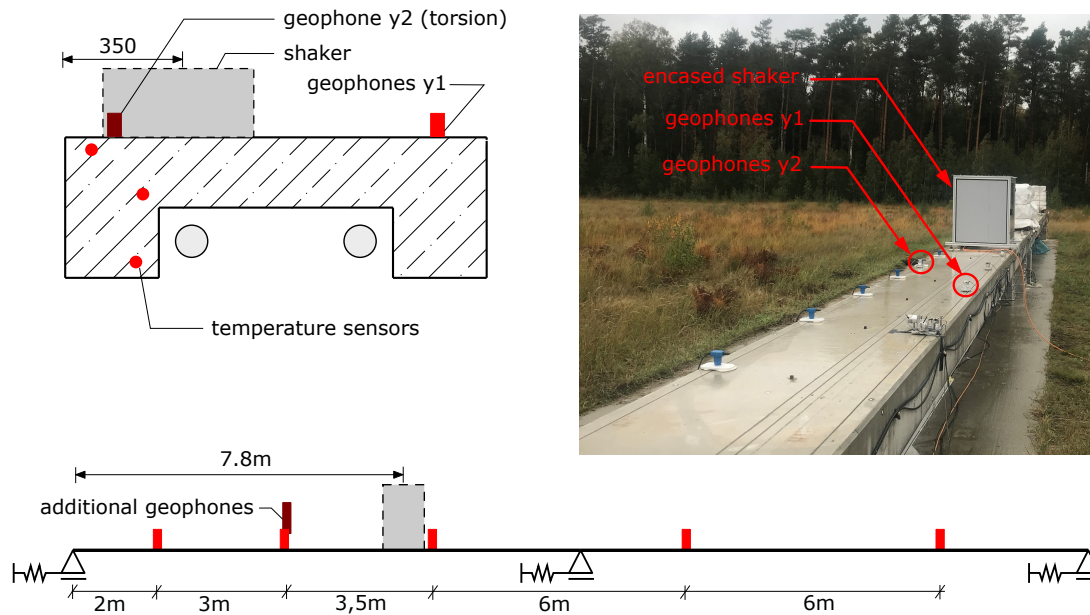 geophone y2 (torsion)
350
shaker
geophones y1
temperature sensors
encased shaker
geophones y1
geophones y2
7.8m
additional geophones
2m
3m
3,5m
6m
6m